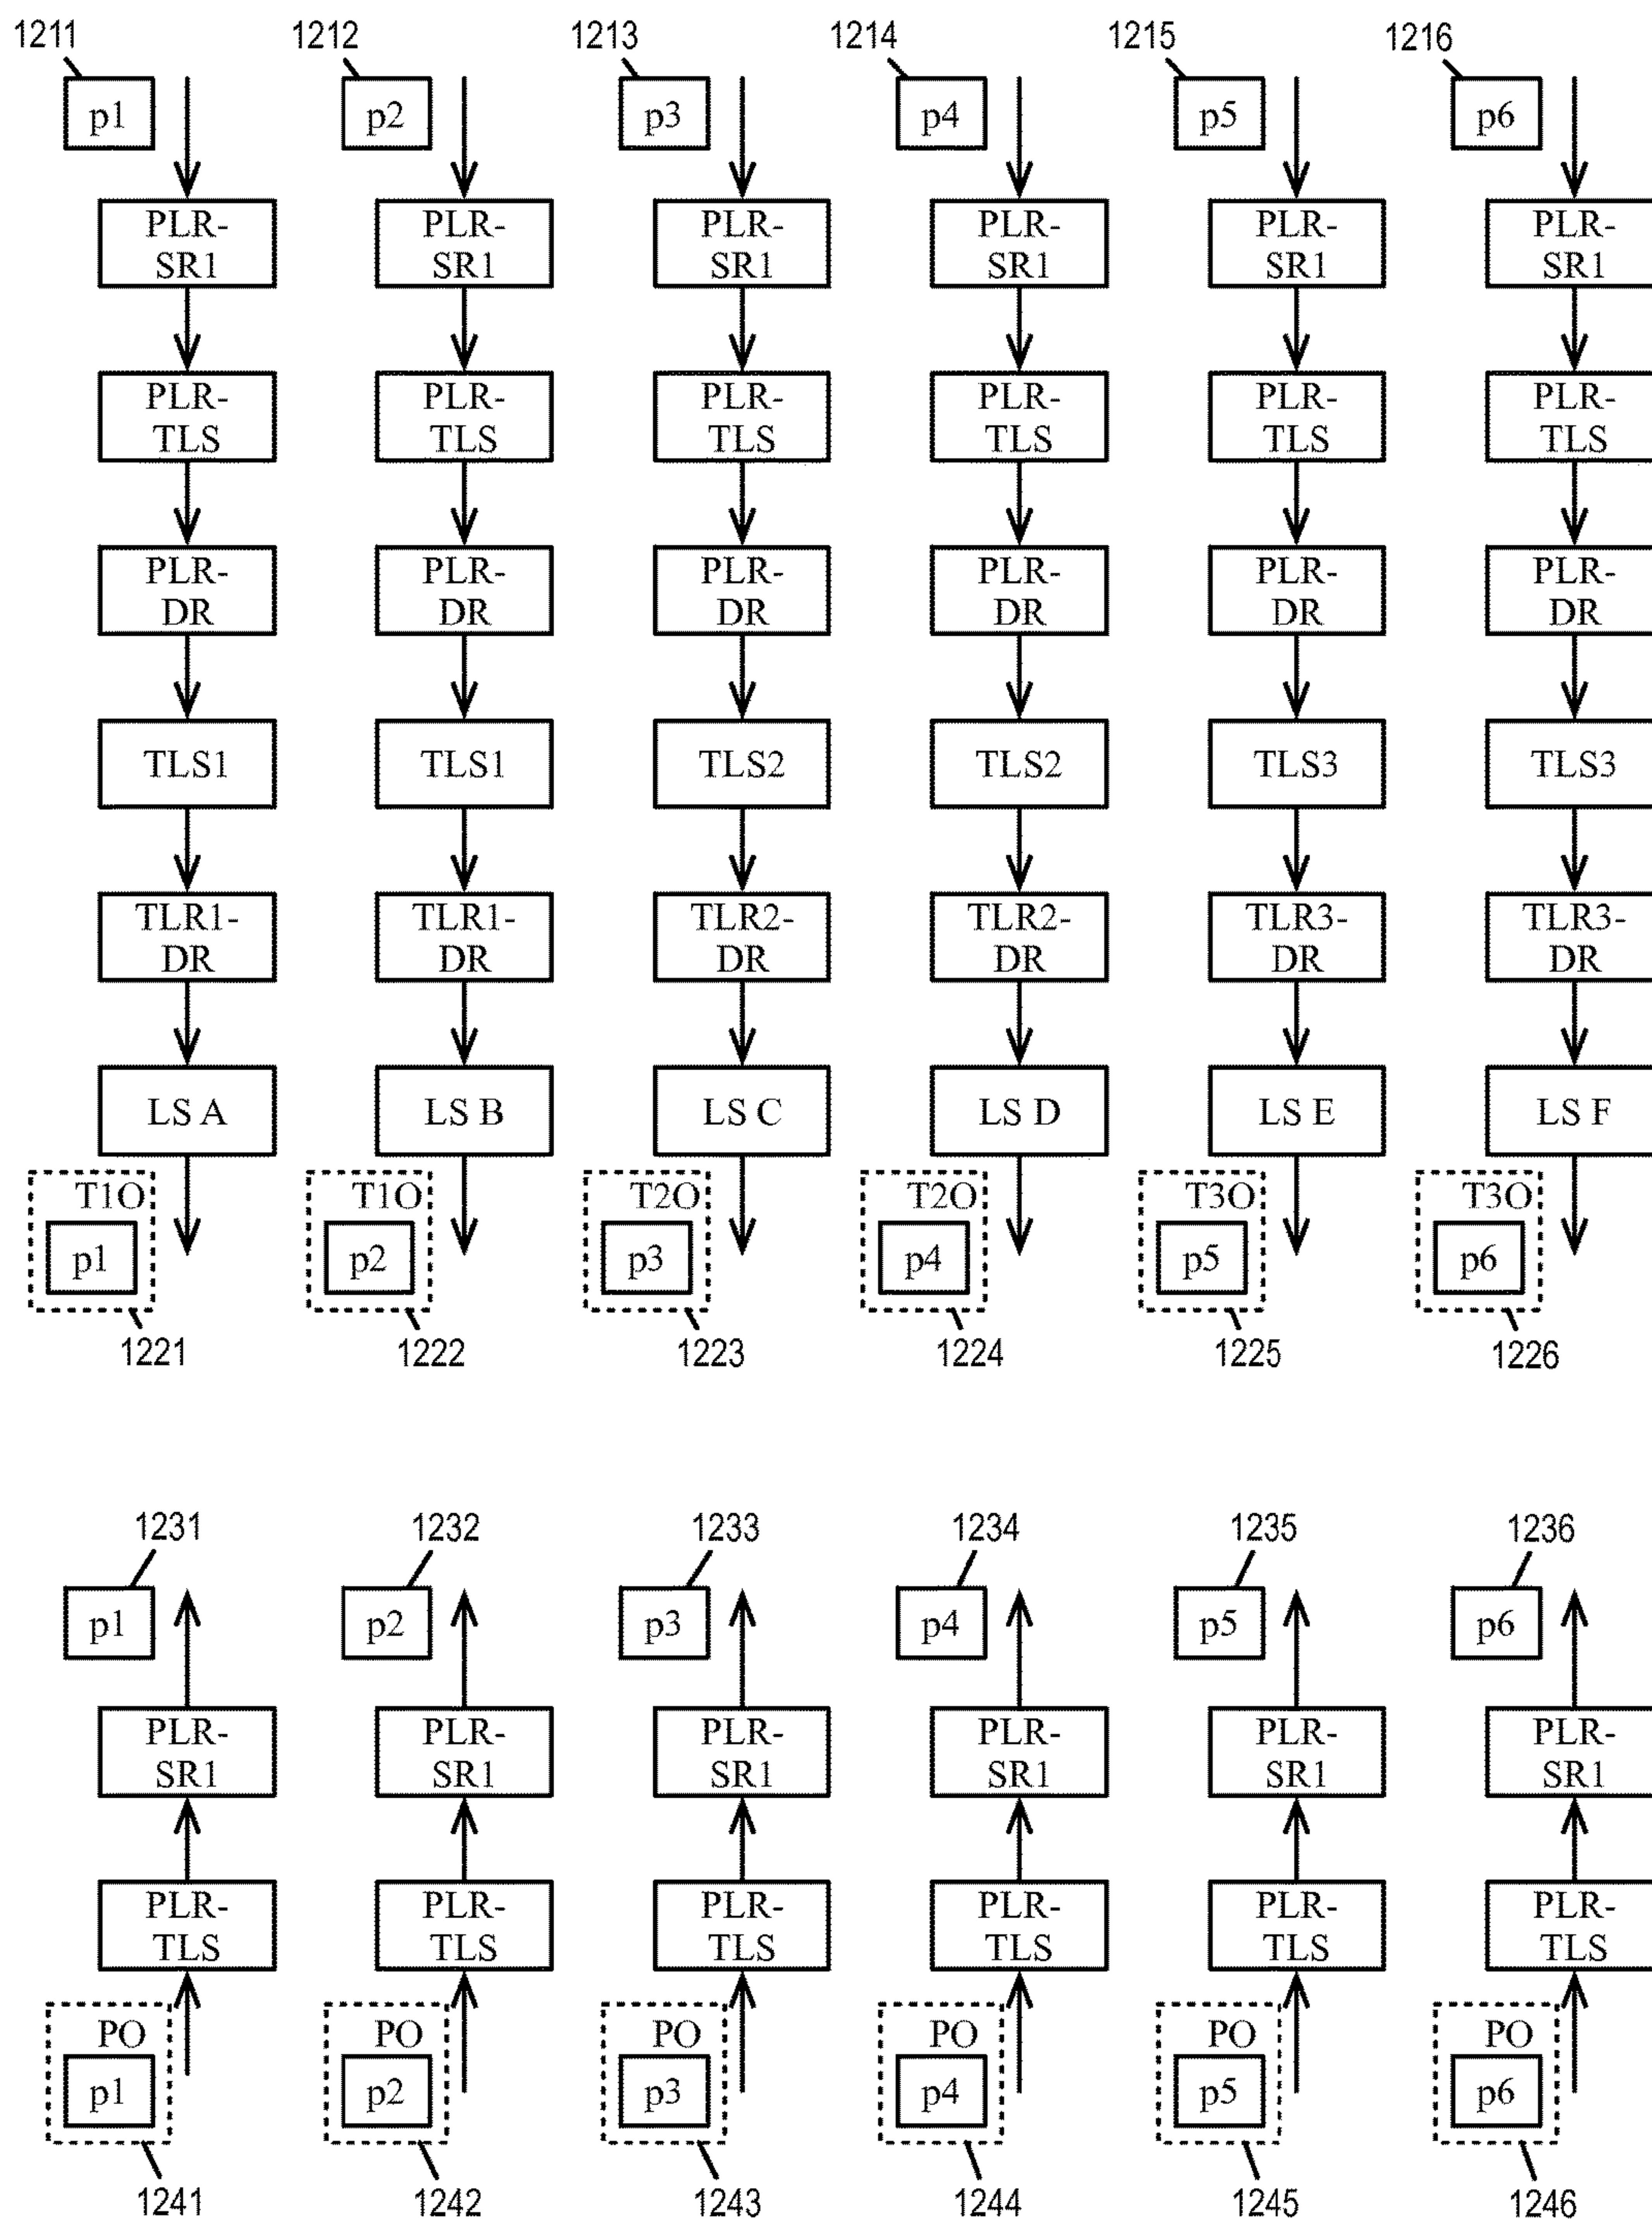 1211 1212 1213 1214 1215 1216
p1 p2 p3 p4 p5 p6
PLR- PLR- PLR- PLR- PLR- PLR-
SR1 SR1 SR1 SR1 SR1 SR1
PLR- PLR- PLR- PLR- PLR- PLR-
TLS TLS TLS TLS TLS TLS
PLR- PLR- PLR- PLR- PLR- PLR-
DR DR DR DR DR DR
TLS1 TLS1 TLS2 TLS2 TLS3 TLS3
TLR1- TLR1- TLR2- TLR2- TLR3- TLR3-
DR DR DR DR DR DR
LS A LS B LS C LS D LS E LS F
T1O T1O T2O T2O T3O T3O
p1 p2 p3 p4 p5 p6
1221 1222 1223 1224 1225 1226
1231 1232 1233 1234 1235 1236
p1 p2 p3 p4 p5 p6
PLR- PLR- PLR- PLR- PLR- PLR-
SR1 SR1 SR1 SR1 SR1 SR1
PLR- PLR- PLR- PLR- PLR- PLR-
TLS TLS TLS TLS TLS TLS
PO PO PO PO PO PO
p1 p2 p3 p4 p5 p6
1241 1242 1243 1244 1245 1246